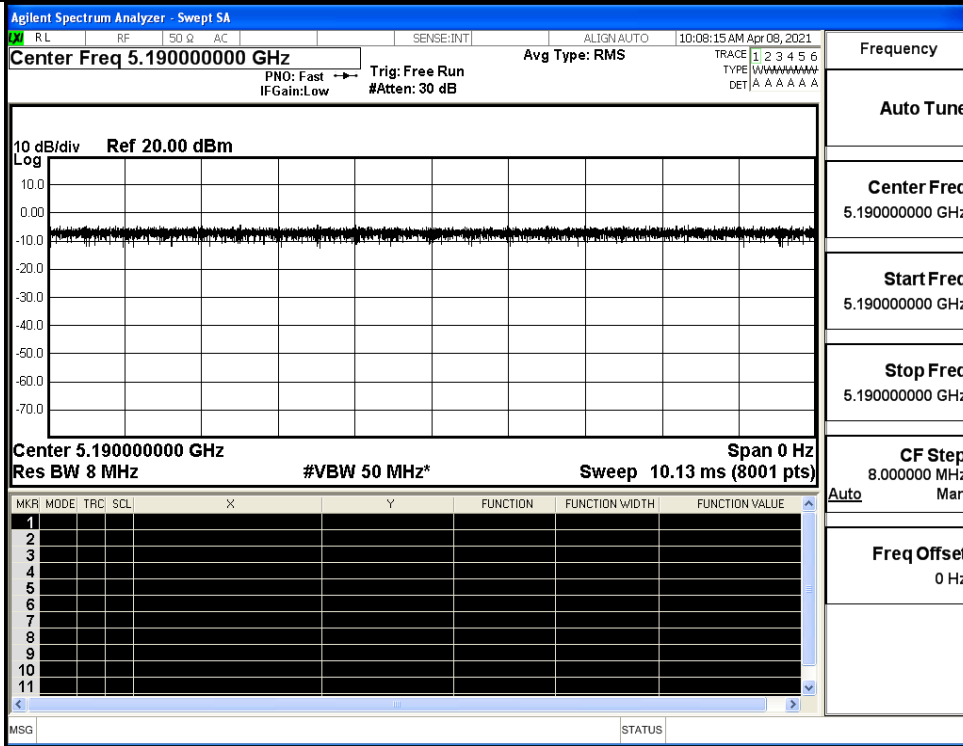 Agilent Spectrum Analyzer - Swept SA
LXI RL RF 50 Ω AC SENSE:INT ALIGN AUTO 10:08:15 AM Apr 08, 2021
Center Freq 5.190000000 GHz
PNO: Fast
IFGain:Low
Trig: Free Run
#Atten: 30 dB
Avg Type: RMS
TRACE 1 2 3 4 5 6
TYPE WWWWWW
DET A A A A A A
10 dB/div Ref 20.00 dBm
Log
10.0
0.00
-10.0
-20.0
-30.0
-40.0
-50.0
-60.0
-70.0
Center 5.190000000 GHz Span 0 Hz
Res BW 8 MHz #VBW 50 MHz* Sweep 10.13 ms (8001 pts)
MKR MODE TRC SCL X Y FUNCTION FUNCTION WIDTH FUNCTION VALUE
1
2
3
4
5
6
7
8
9
10
11
MSG STATUS
Frequency
Auto Tune
Center Freq
5.190000000 GHz
Start Freq
5.190000000 GHz
Stop Freq
5.190000000 GHz
CF Step
8.000000 MHz
Auto Man
Freq Offset
0 Hz